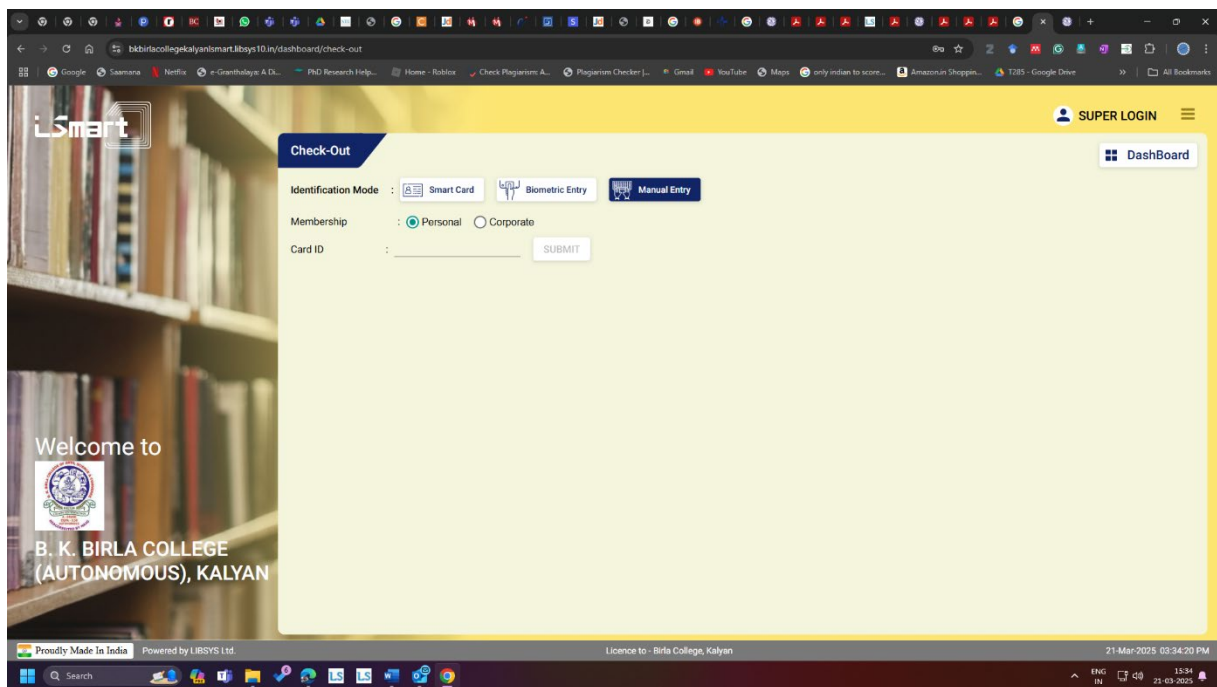 bkbirlacollegekalyanlsmart.libsys10.in/dashboard/check-out
Google
Saamana
Netflix
e-Granthalaya: A Di...
PhD Research Help...
Home - Roblox
Check Plagiarism: A...
Plagiarism Checker |...
Gmail
YouTube
Maps
only indian to score...
Amazon.in Shoppin...
T285 - Google Drive
All Bookmarks
LSmart
SUPER LOGIN
Check-Out
DashBoard
Identification Mode : Smart Card Biometric Entry Manual Entry
Membership : Personal Corporate
Card ID : SUBMIT
Welcome to
B. K. BIRLA COLLEGE
(AUTONOMOUS), KALYAN
Proudly Made In India Powered by LIBSYS Ltd. Licence to - Birla College, Kalyan 21-Mar-2025 03:34:20 PM
Search
ENG
IN
15:34
21-03-2025